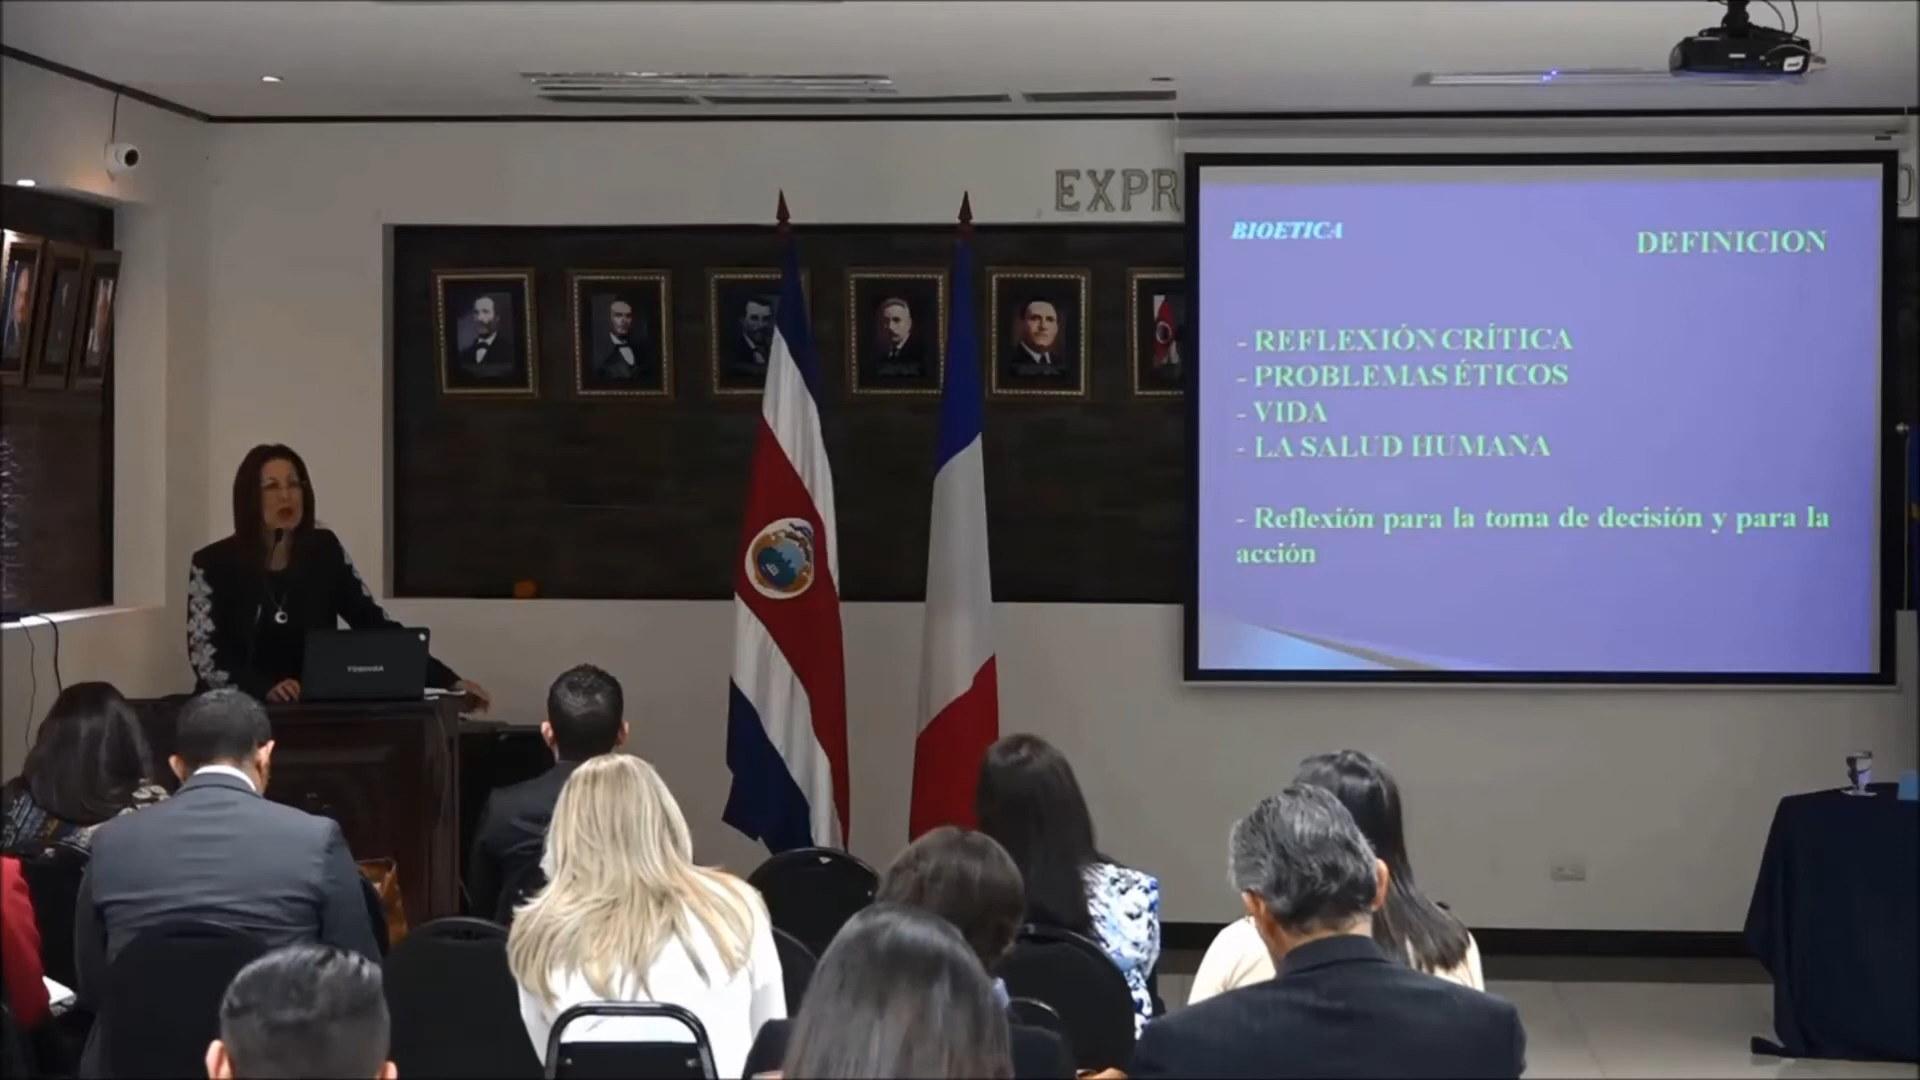 EXPR
BIOETICA
DEFINICION
- REFLEXIÓN CRÍTICA
- PROBLEMAS ÉTICOS
- VIDA
- LA SALUD HUMANA
- Reflexión para la toma de decisión y para la
acción
TOSHIBA